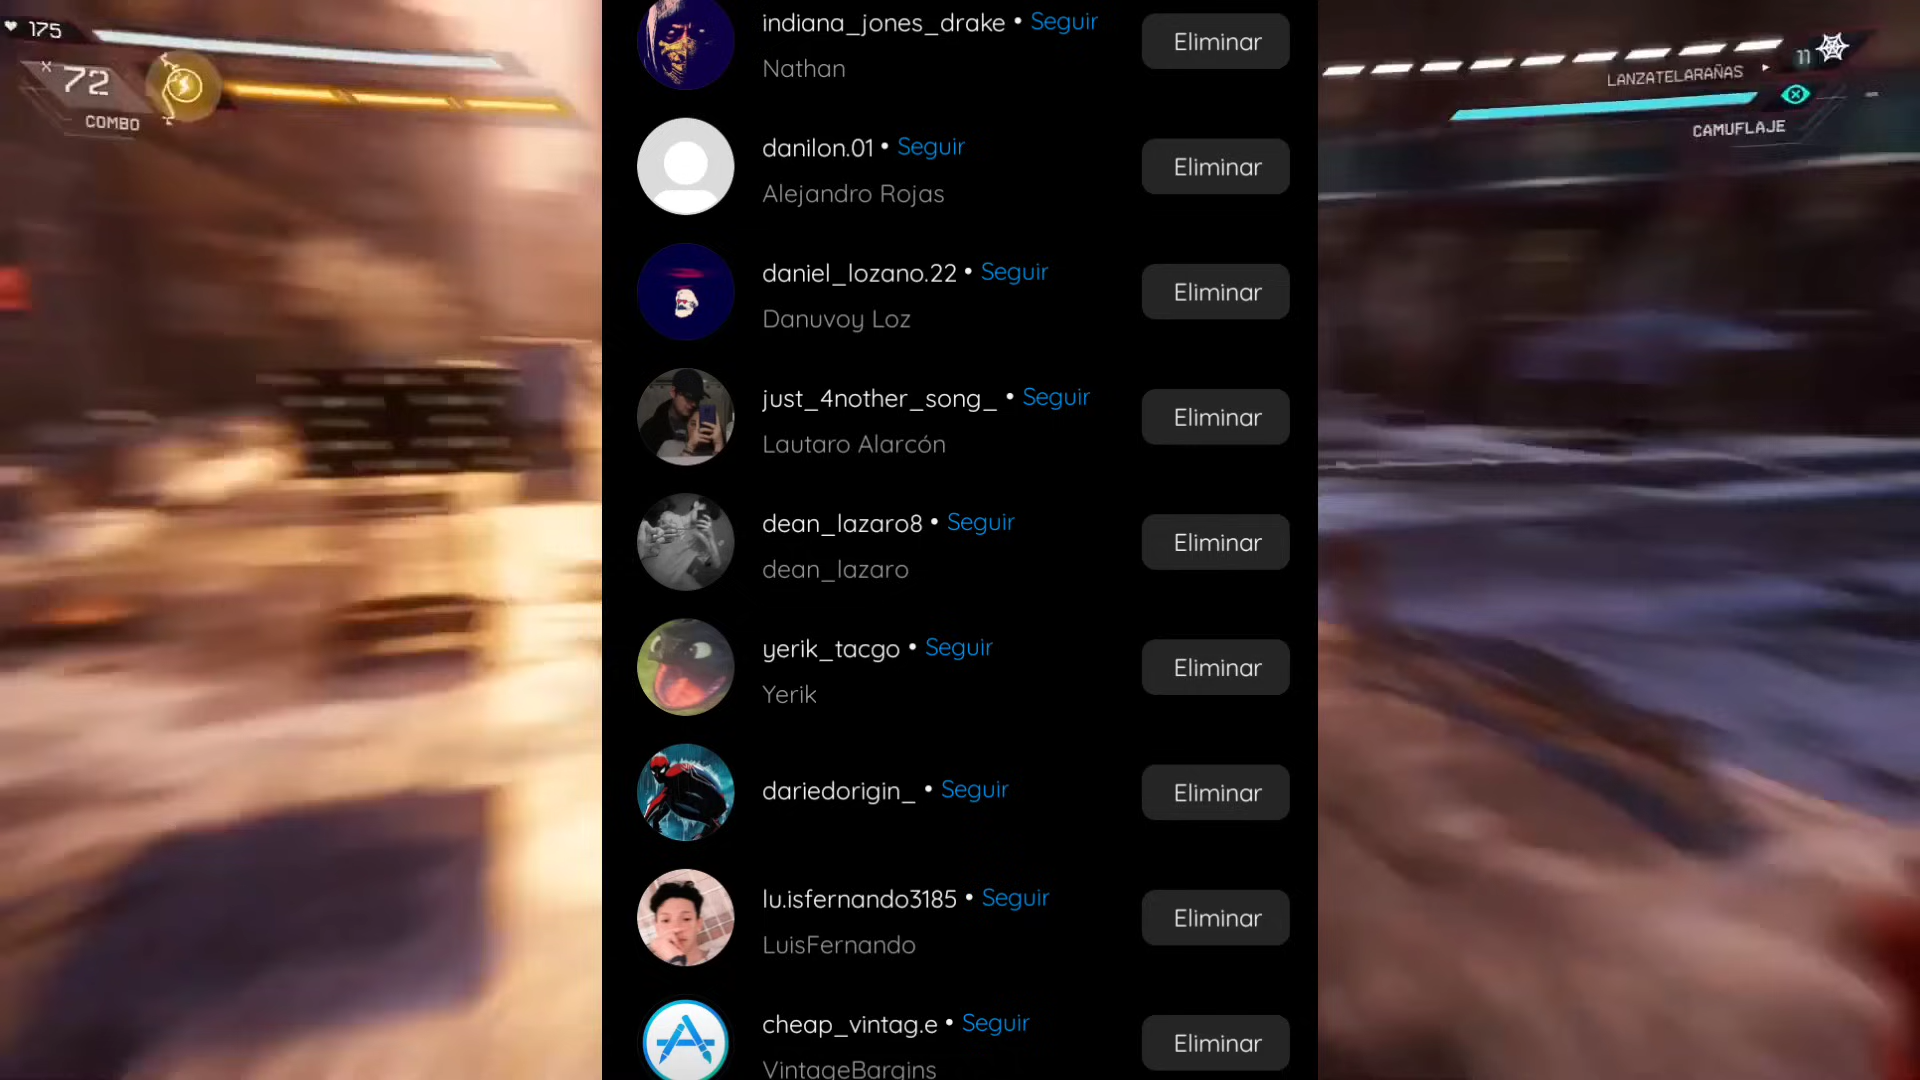 175
x 72
COMBO
indiana_jones_drake • Seguir
Nathan
Eliminar
danilon.01 • Seguir
Alejandro Rojas
Eliminar
daniel_lozano.22 • Seguir
Danuvoy Loz
Eliminar
just_4nother_song_ • Seguir
Lautaro Alarcón
Eliminar
dean_lazaro8 • Seguir
dean_lazaro
Eliminar
yerik_tacgo • Seguir
Yerik
Eliminar
dariedorigin_ • Seguir
Eliminar
lu.isfernando3185 • Seguir
LuisFernando
Eliminar
cheap_vintag.e • Seguir
VintageBargins
Eliminar
11
LANZATELARAÑAS
CAMUFLAJE